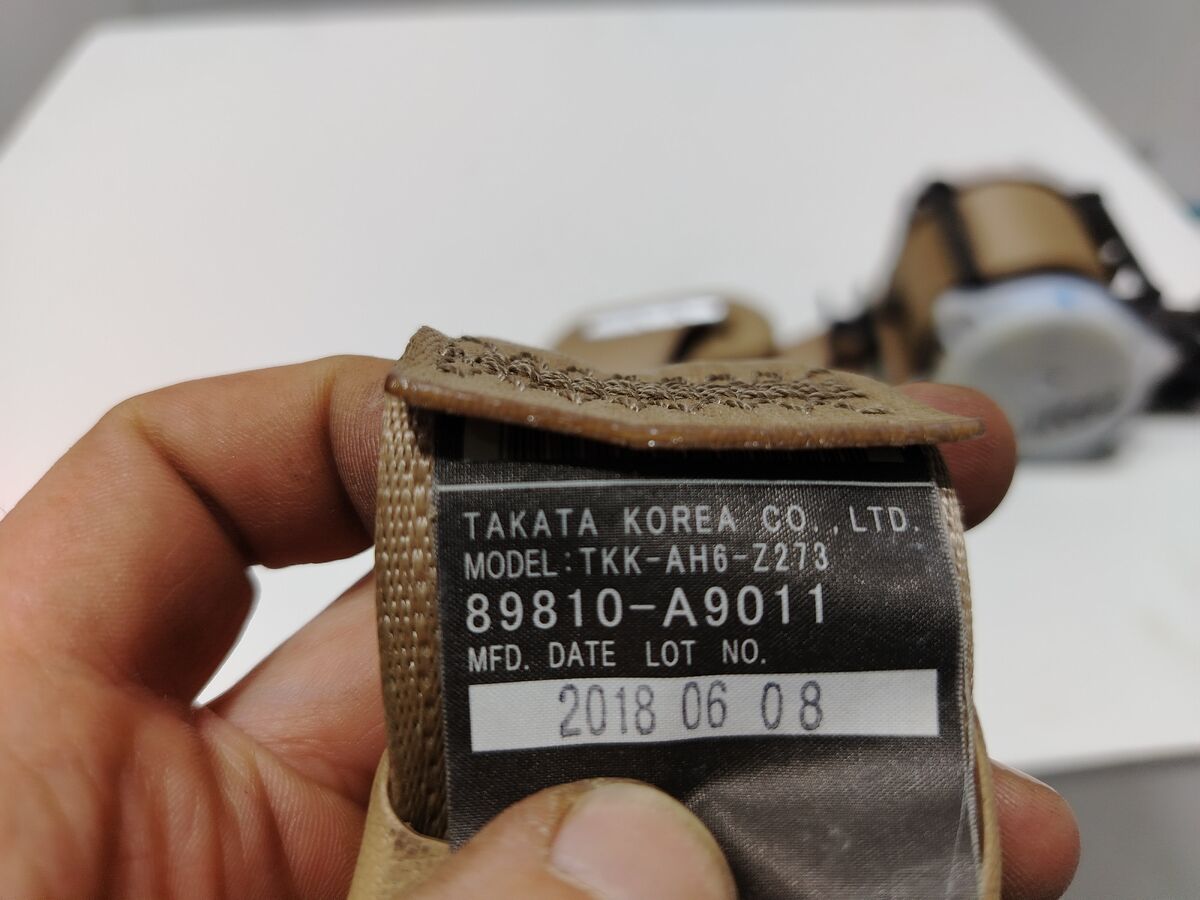 TAKATA KOREA CO.,LTD.
MODEL:TKK-AH6-Z273
89810-A9011
MFD. DATE LOT NO.
2018 06 08